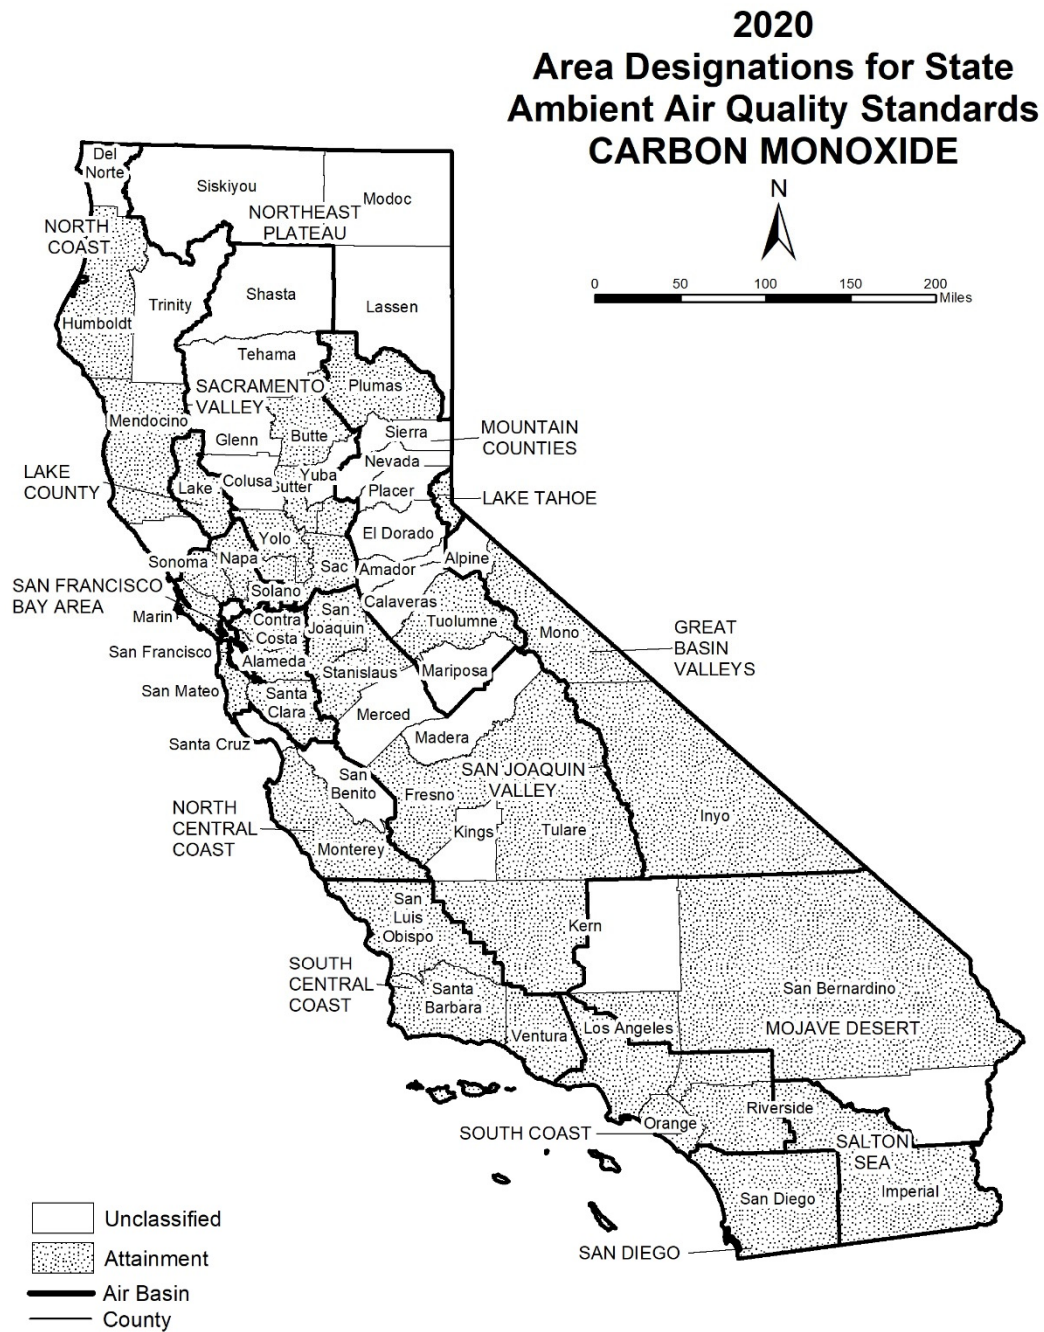 2020
Area Designations for State
Ambient Air Quality Standards
CARBON MONOXIDE
N
0 50 100 150 200
Miles
Del
Norte
Siskiyou
Modoc
NORTHEAST
PLATEAU
NORTH
COAST
Shasta
Trinity
Lassen
Humboldt
Tehama
SACRAMENTO
VALLEY
Plumas
Mendocino
Glenn
Butte
Sierra
MOUNTAIN
COUNTIES
Nevada
LAKE
COUNTY
Lake
Colusa
Sutter
Yuba
Placer
LAKE TAHOE
El Dorado
Yolo
Sonoma
Napa
Sac
Amador
Alpine
SAN FRANCISCO
BAY AREA
Solano
Marin
Contra
Costa
San
Joaquin
Calaveras
Tuolumne
Mono
GREAT
BASIN
VALLEYS
San Francisco
Alameda
Stanislaus
Mariposa
San Mateo
Santa
Clara
Merced
Santa Cruz
Madera
San
Benito
Fresno
SAN JOAQUIN
VALLEY
NORTH
CENTRAL
COAST
Monterey
Kings
Tulare
Inyo
San
Luis
Obispo
Kern
SOUTH
CENTRAL
COAST
Santa
Barbara
San Bernardino
Ventura
Los Angeles
MOJAVE DESERT
SOUTH COAST
Orange
Riverside
SALTON
SEA
San Diego
Imperial
SAN DIEGO
Unclassified
Attainment
Air Basin
County